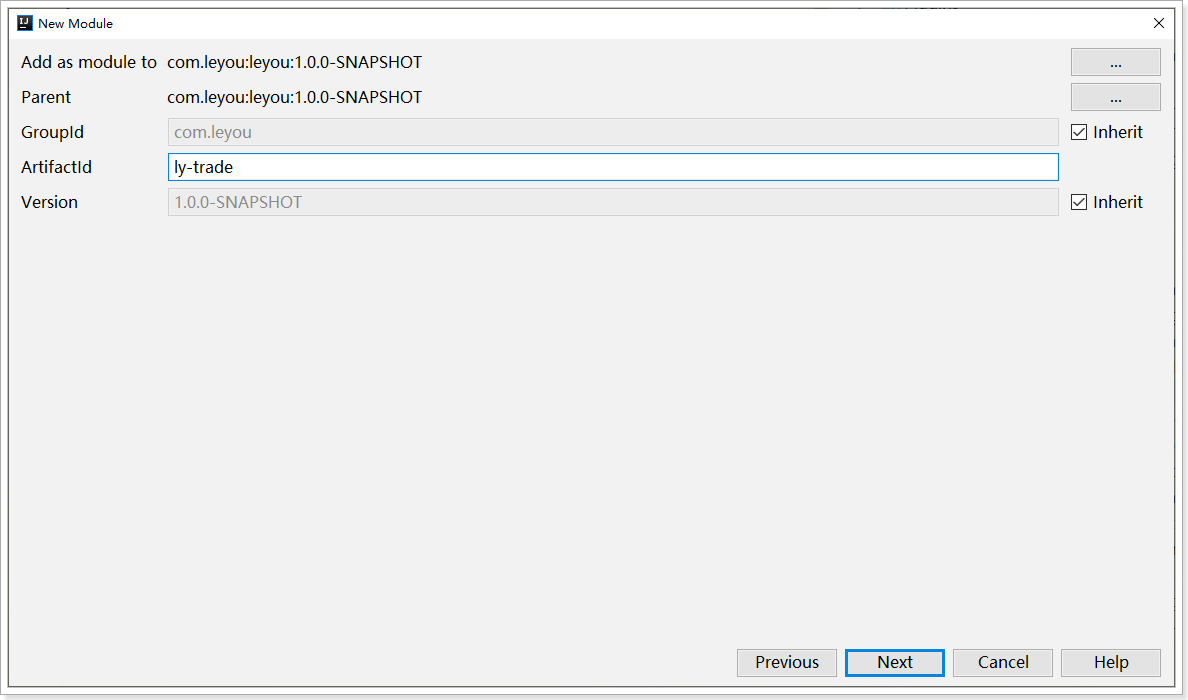 New Module
Add as module to com.leyou:leyou:1.0.0-SNAPSHOT ...
Parent com.leyou:leyou:1.0.0-SNAPSHOT ...
GroupId com.leyou Inherit
ArtifactId ly-trade
Version 1.0.0-SNAPSHOT Inherit
Previous Next Cancel Help